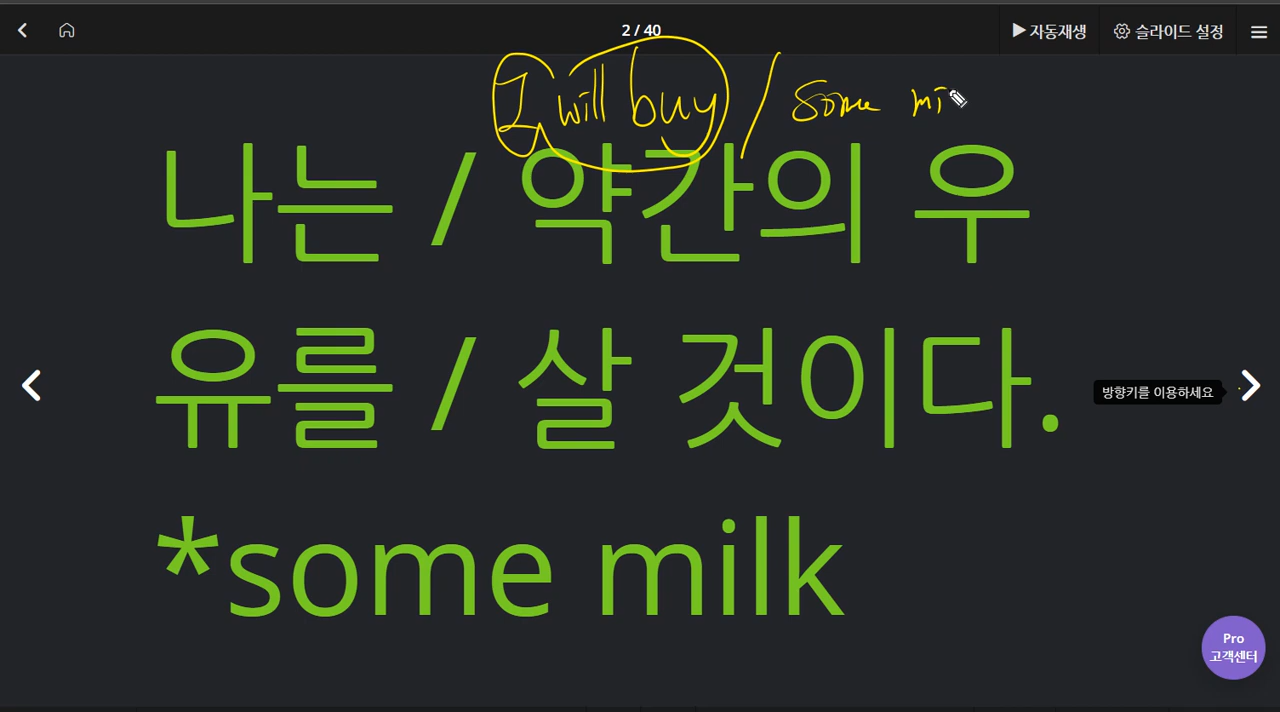 2 / 40
▶ 자동재생
슬라이드 설정
I will buy / Some mi
나는 / 약간의 우
유를 / 살 것이다.
방향키를 이용하세요
*some milk
Pro
고객센터